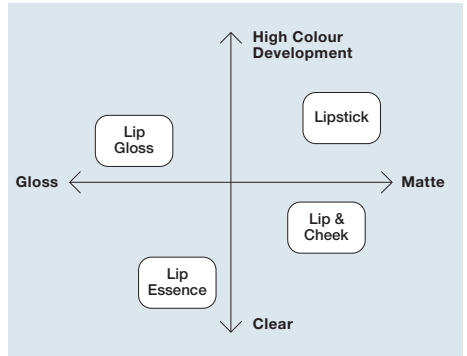 High Colour
Development
Lipstick
Lip
Gloss
Gloss
Matte
Lip &
Cheek
Lip
Essence
Clear